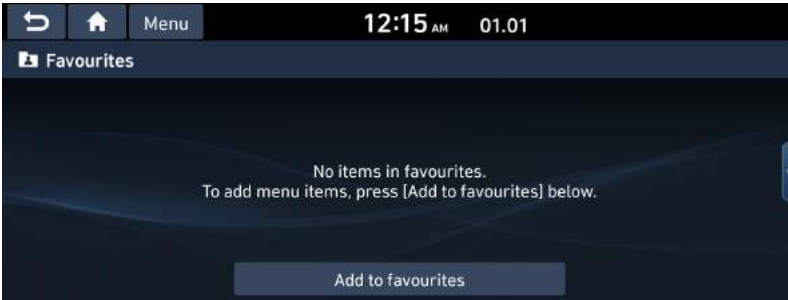 Menu 12:15 AM 01.01
Favourites
No items in favourites.
To add menu items, press [Add to favourites] below.
Add to favourites